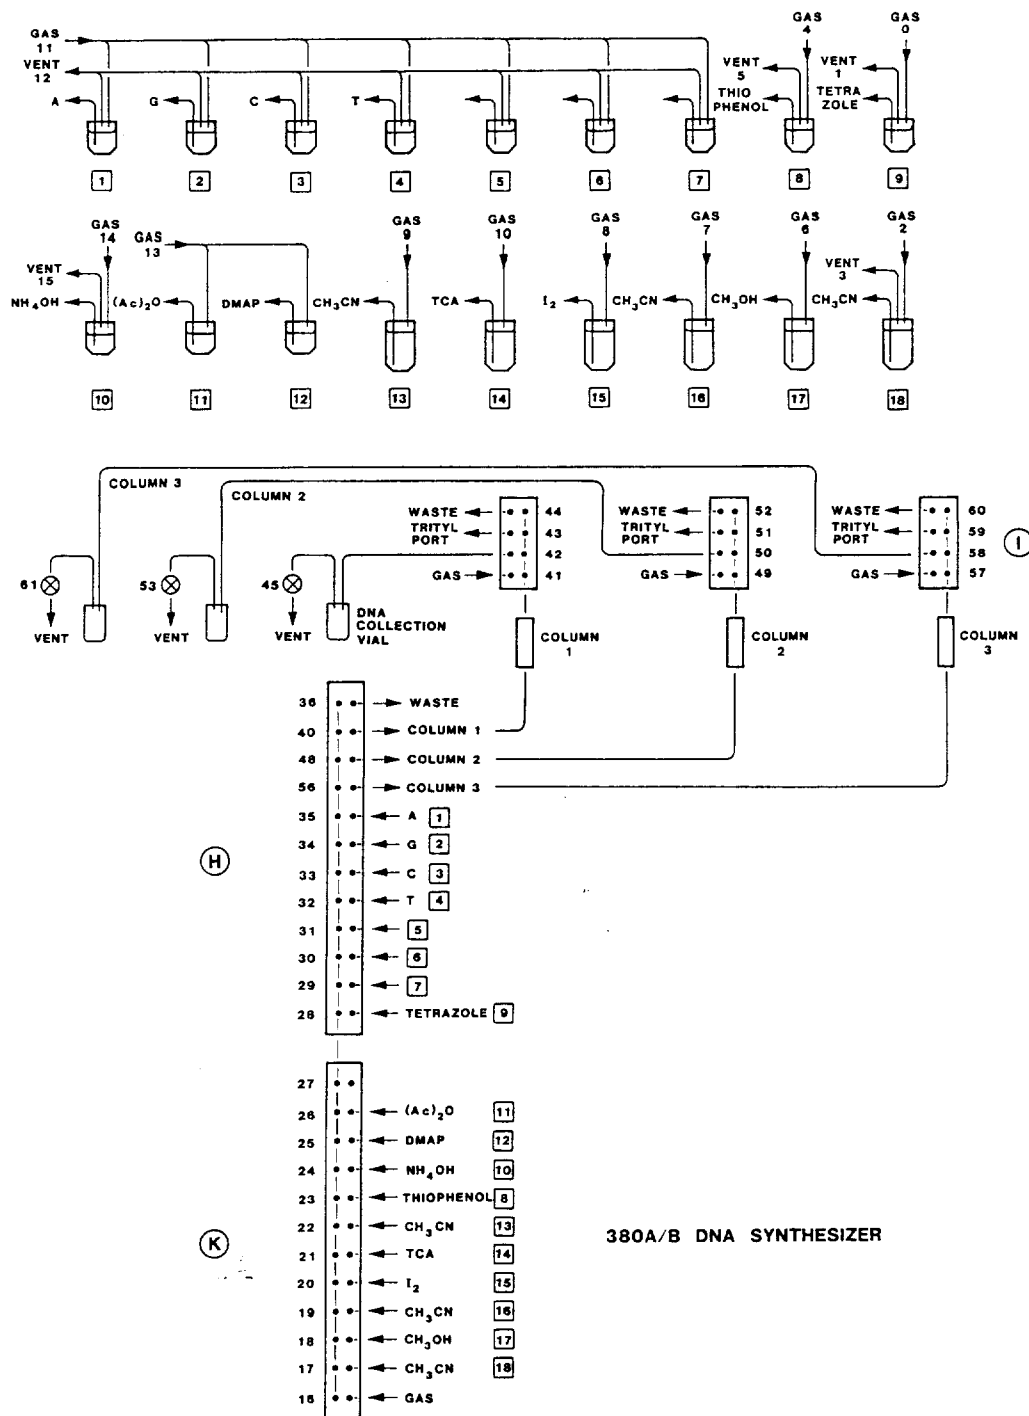 GAS 11
VENT 12
A
G
C
T
GAS 4
VENT 5
THIO PHENOL
GAS 0
VENT 1
TETRA ZOLE
1 2 3 4 5 6 7 8 9
GAS 14
VENT 15
NH4OH
GAS 13
(Ac)2O
DMAP
GAS 9
CH3CN
GAS 10
TCA
GAS 8
I2
GAS 7
CH3CN
GAS 6
CH3OH
GAS 2
VENT 3
CH3CN
10 11 12 13 14 15 16 17 18
COLUMN 3
COLUMN 2
WASTE 44
TRITYL PORT 43
42
GAS 41
WASTE 52
TRITYL PORT 51
50
GAS 49
WASTE 60
TRITYL PORT 59
58
GAS 57
I
61
VENT
53
VENT
45
VENT
DNA COLLECTION VIAL
COLUMN 1
COLUMN 2
COLUMN 3
36 WASTE
40 COLUMN 1
48 COLUMN 2
56 COLUMN 3
35 A 1
34 G 2
33 C 3
32 T 4
31 5
30 6
29 7
28 TETRAZOLE 9
H
27
26 (Ac)2O 11
25 DMAP 12
24 NH4OH 10
23 THIOPHENOL 8
22 CH3CN 13
21 TCA 14
20 I2 15
19 CH3CN 16
18 CH3OH 17
17 CH3CN 18
16 GAS
K
380A/B DNA SYNTHESIZER